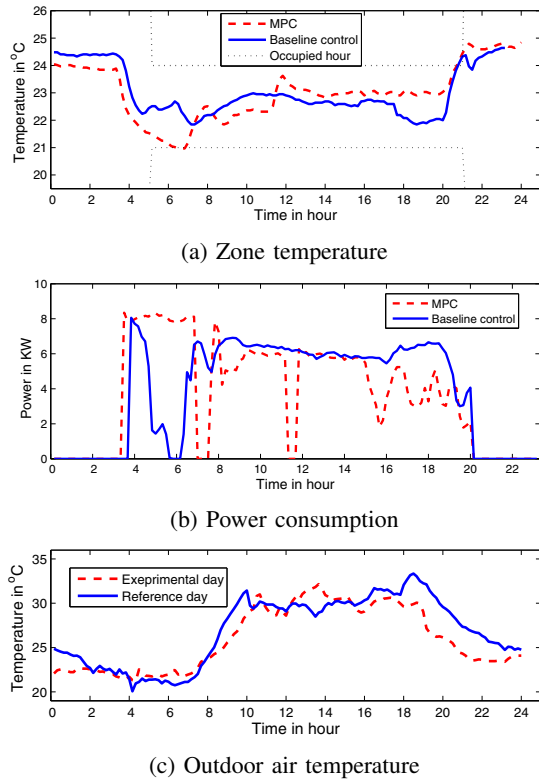 26
25
24
23
22
21
20
Temperature in °C
MPC
Baseline control
Occupied hour
0 2 4 6 8 10 12 14 16 18 20 22 24
Time in hour
(a) Zone temperature
10
8
6
4
2
0
Power in KW
MPC
Baseline control
0 2 4 6 8 10 12 14 16 18 20 22
Time in hour
(b) Power consumption
35
30
25
20
Temperature in °C
Exeprimental day
Reference day
0 2 4 6 8 10 12 14 16 18 20 22 24
Time in hour
(c) Outdoor air temperature